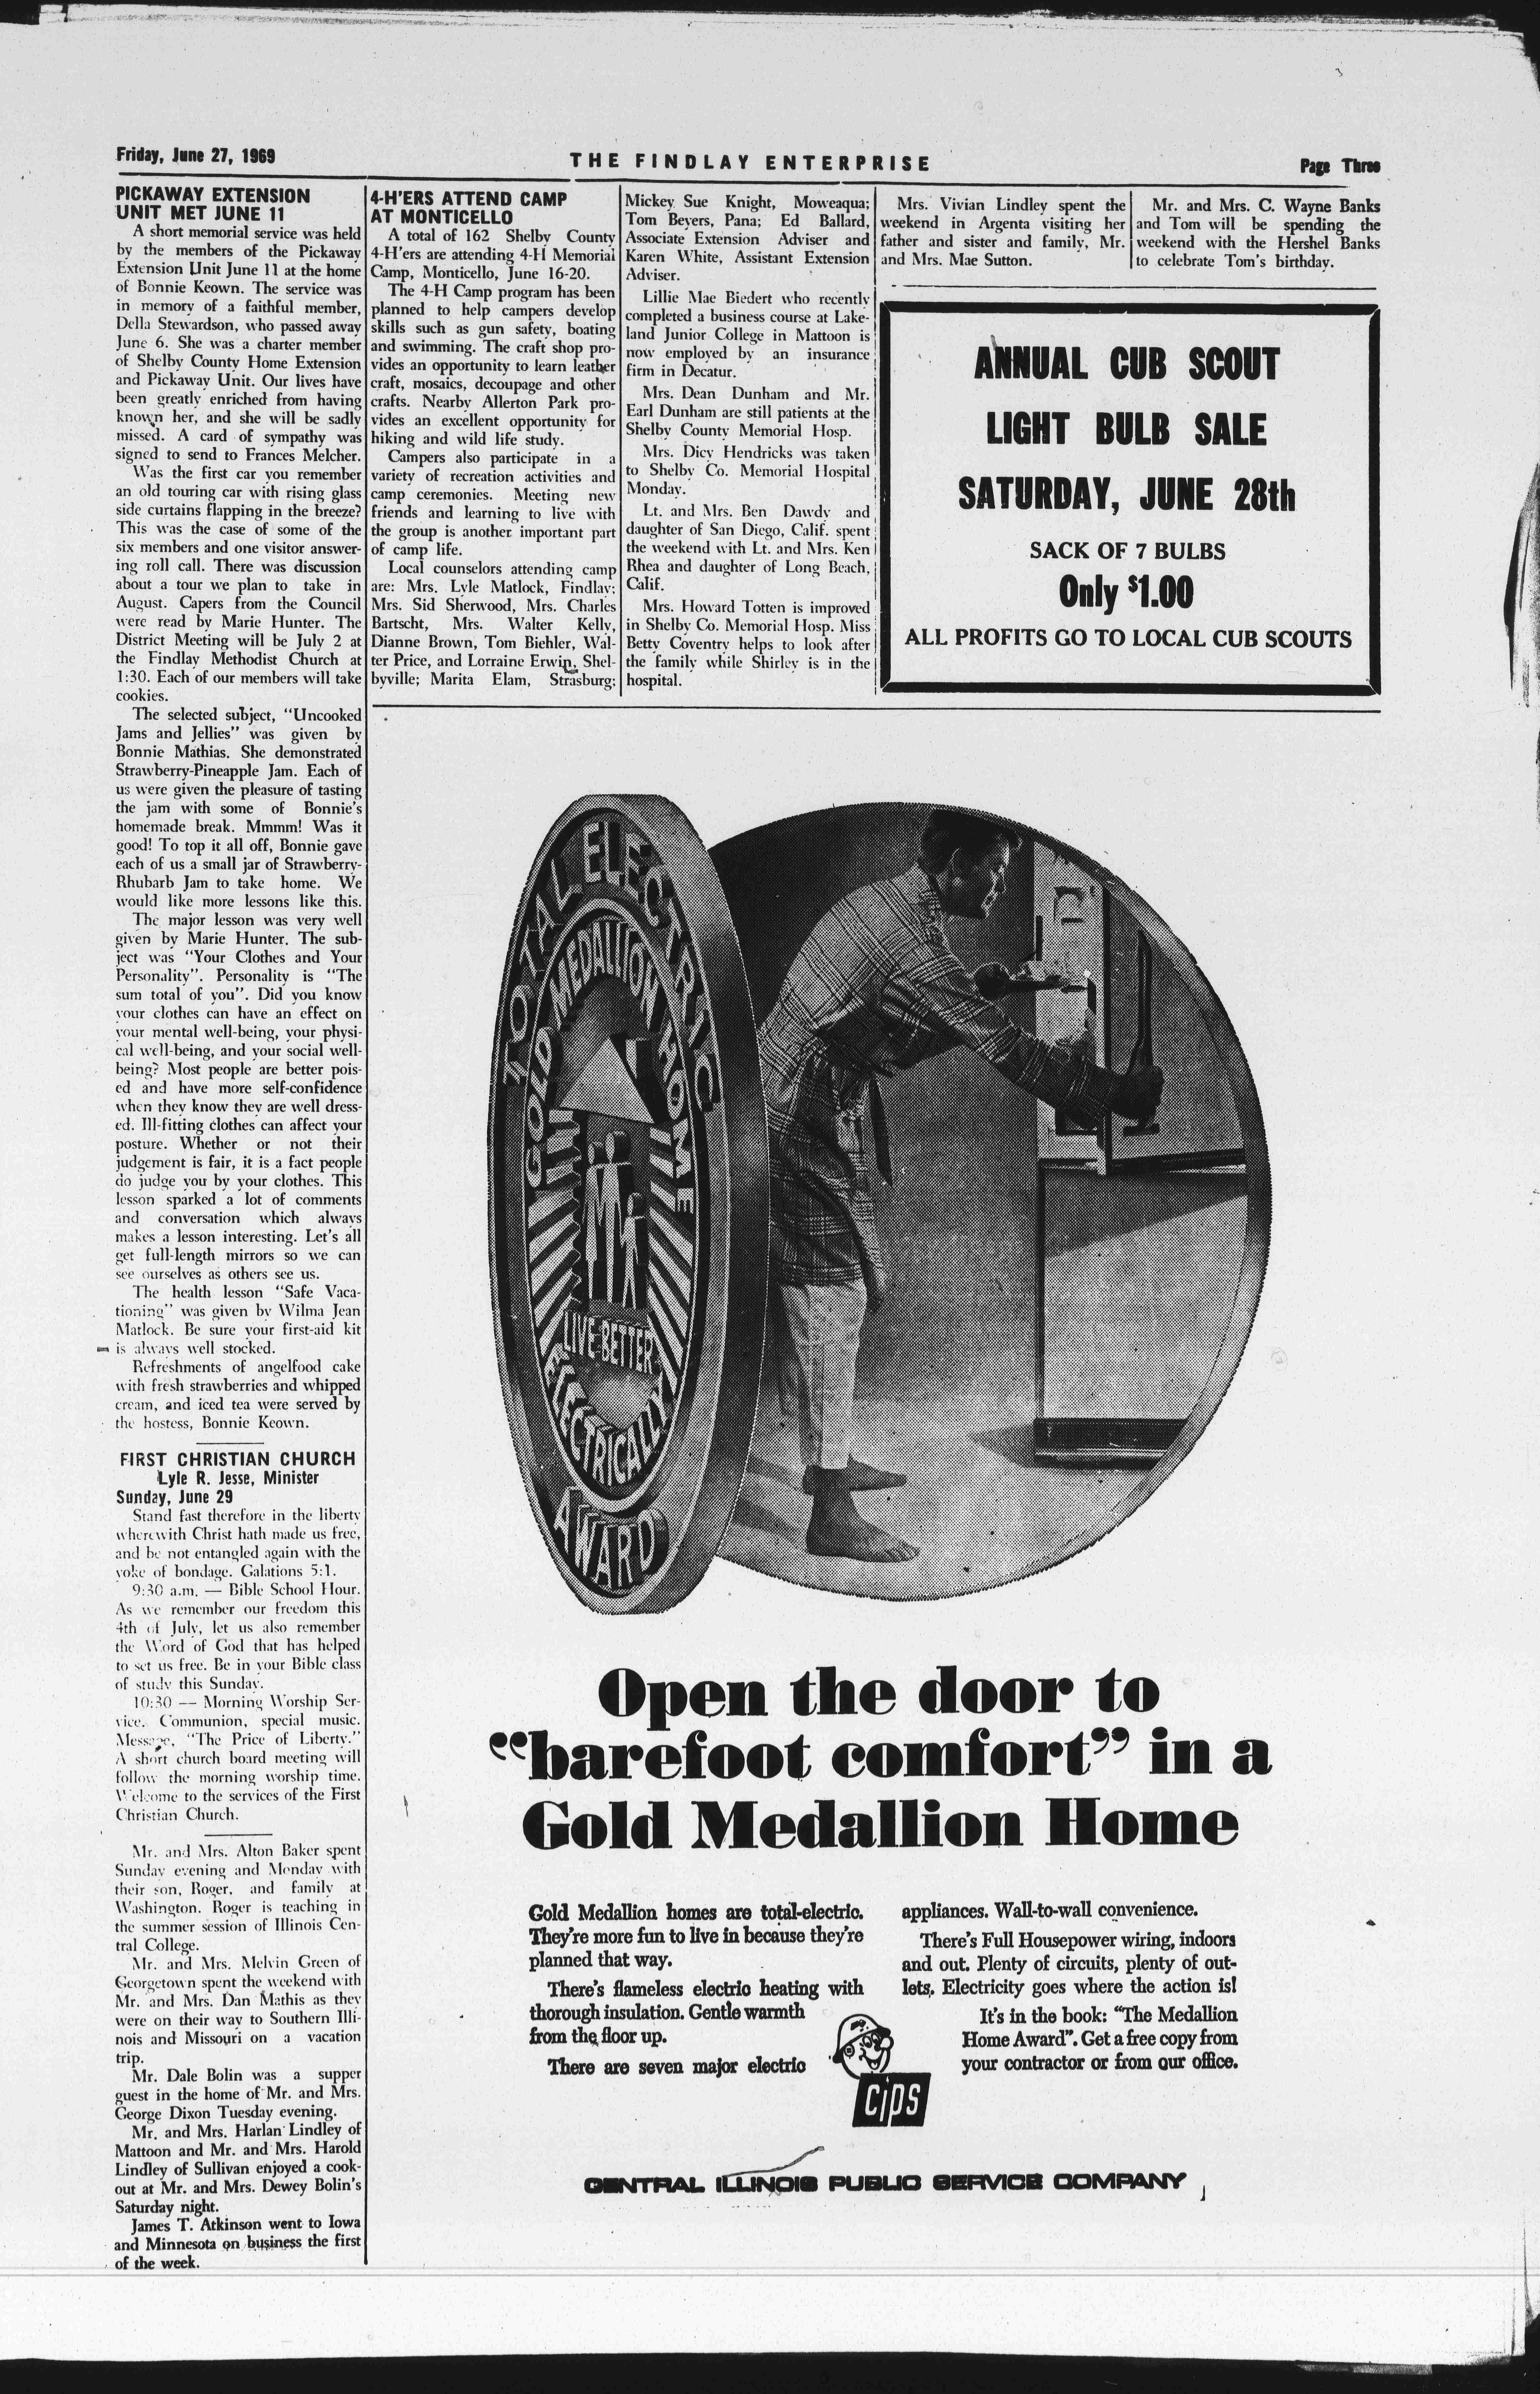 Friday, June 27, 1969
THE FINDLAY ENTERPRISE
Page Three
PICKAWAY EXTENSION
UNIT MET JUNE 11
A short memorial service was held
by the members of the Pickaway
Extension Unit June 11 at the home
of Bonnie Keown. The service was
in memory of a faithful member,
Della Stewardson, who passed away
June 6. She was a charter member
of Shelby County Home Extension
and Pickaway Unit. Our lives have
been greatly enriched from having
known her, and she will be sadly
missed. A card of sympathy was
signed to send to Frances Melcher.
Was the first car you remember
an old touring car with rising glass
side curtains flapping in the breeze?
This was the case of some of the
six members and one visitor answer-
ing roll call. There was discussion
about a tour we plan to take in
August. Capers from the Council
were read by Marie Hunter. The
District Meeting will be July 2 at
the Findlay Methodist Church at
1:30. Each of our members will take
cookies.
The selected subject, "Uncooked
Jams and Jellies" was given by
Bonnie Mathias. She demonstrated
Strawberry-Pineapple Jam. Each of
us were given the pleasure of tasting
the jam with some of Bonnie's
homemade break. Mmmm! Was it
good! To top it all off, Bonnie gave
each of us a small jar of Strawberry-
Rhubarb Jam to take home. We
would like more lessons like this.
The major lesson was very well
given by Marie Hunter. The sub-
ject was "Your Clothes and Your
Personality". Personality is "The
sum total of you". Did you know
your clothes can have an effect on
your mental well-being, your physi-
cal well-being, and your social well-
being? Most people are better pois-
ed and have more self-confidence
when they know they are well dress-
ed. Ill-fitting clothes can affect your
posture. Whether or not their
judgement is fair, it is a fact people
do judge you by your clothes. This
lesson sparked a lot of comments
and conversation which always
makes a lesson interesting. Let's all
get full-length mirrors so we can
see ourselves as others see us.
The health lesson "Safe Vaca-
tioning" was given by Wilma Jean
Matlock. Be sure your first-aid kit
is always well stocked.
Refreshments of angelfood cake
with fresh strawberries and whipped
cream, and iced tea were served by
the hostess, Bonnie Keown.
FIRST CHRISTIAN CHURCH
Lyle R. Jesse, Minister
Sunday, June 29
Stand fast therefore in the liberty
wherewith Christ hath made us free,
and be not entangled again with the
yoke of bondage. Galations 5:1.
9:30 a.m. — Bible School Hour.
As we remember our freedom this
4th of July, let us also remember
the Word of God that has helped
to set us free. Be in your Bible class
of study this Sunday.
10:30 — Morning Worship Ser-
vice. Communion, special music.
Message, "The Price of Liberty."
A short church board meeting will
follow the morning worship time.
Welcome to the services of the First
Christian Church.
Mr. and Mrs. Alton Baker spent
Sunday evening and Monday with
their son, Roger, and family at
Washington. Roger is teaching in
the summer session of Illinois Cen-
tral College.
Mr. and Mrs. Melvin Green of
Georgetown spent the weekend with
Mr. and Mrs. Dan Mathis as they
were on their way to Southern Illi-
nois and Missouri on a vacation
trip.
Mr. Dale Bolin was a supper
guest in the home of Mr. and Mrs.
George Dixon Tuesday evening.
Mr. and Mrs. Harlan Lindley of
Mattoon and Mr. and Mrs. Harold
Lindley of Sullivan enjoyed a cook-
out at Mr. and Mrs. Dewey Bolin's
Saturday night.
James T. Atkinson went to Iowa
and Minnesota on business the first
of the week.
4-H'ERS ATTEND CAMP
AT MONTICELLO
A total of 162 Shelby County
4-H'ers are attending 4-H Memorial
Camp, Monticello, June 16-20.
The 4-H Camp program has been
planned to help campers develop
skills such as gun safety, boating
and swimming. The craft shop pro-
vides an opportunity to learn leather
craft, mosaics, decoupage and other
crafts. Nearby Allerton Park pro-
vides an excellent opportunity for
hiking and wild life study.
Campers also participate in a
variety of recreation activities and
camp ceremonies. Meeting new
friends and learning to live with
the group is another important part
of camp life.
Local counselors attending camp
are: Mrs. Lyle Matlock, Findlay;
Mrs. Sid Sherwood, Mrs. Charles
Bartscht, Mrs. Walter Kelly,
Dianne Brown, Tom Biehler, Wal-
ter Price, and Lorraine Erwin, Shel-
byville; Marita Elam, Strasburg;
Mickey Sue Knight, Moweaqua;
Tom Beyers, Pana; Ed Ballard,
Associate Extension Adviser and
Karen White, Assistant Extension
Adviser.
Lillie Mae Biedert who recently
completed a business course at Lake-
land Junior College in Mattoon is
now employed by an insurance
firm in Decatur.
Mrs. Dean Dunham and Mr.
Earl Dunham are still patients at the
Shelby County Memorial Hosp.
Mrs. Dicy Hendricks was taken
to Shelby Co. Memorial Hospital
Monday.
Lt. and Mrs. Ben Dawdy and
daughter of San Diego, Calif. spent
the weekend with Lt. and Mrs. Ken
Rhea and daughter of Long Beach,
Calif.
Mrs. Howard Totten is improved
in Shelby Co. Memorial Hosp. Miss
Betty Coventry helps to look after
the family while Shirley is in the
hospital.
Mrs. Vivian Lindley spent the
weekend in Argenta visiting her
father and sister and family, Mr.
and Mrs. Mae Sutton.
Mr. and Mrs. C. Wayne Banks
and Tom will be spending the
weekend with the Hershel Banks
to celebrate Tom's birthday.
ANNUAL CUB SCOUT
LIGHT BULB SALE
SATURDAY, JUNE 28th
SACK OF 7 BULBS
Only $1.00
ALL PROFITS GO TO LOCAL CUB SCOUTS
TOTAL ELECTRIC
GOLD MEDALLION HOME
LIVE BETTER
ELECTRICALLY
AWARD
Open the door to
"barefoot comfort" in a
Gold Medallion Home
Gold Medallion homes are total-electric.
They're more fun to live in because they're
planned that way.
There's flameless electric heating with
thorough insulation. Gentle warmth
from the floor up.
There are seven major electric
appliances. Wall-to-wall convenience.
There's Full Housepower wiring, indoors
and out. Plenty of circuits, plenty of out-
lets. Electricity goes where the action is!
It's in the book: "The Medallion
Home Award". Get a free copy from
your contractor or from our office.
CIPS
CENTRAL ILLINOIS PUBLIC SERVICE COMPANY